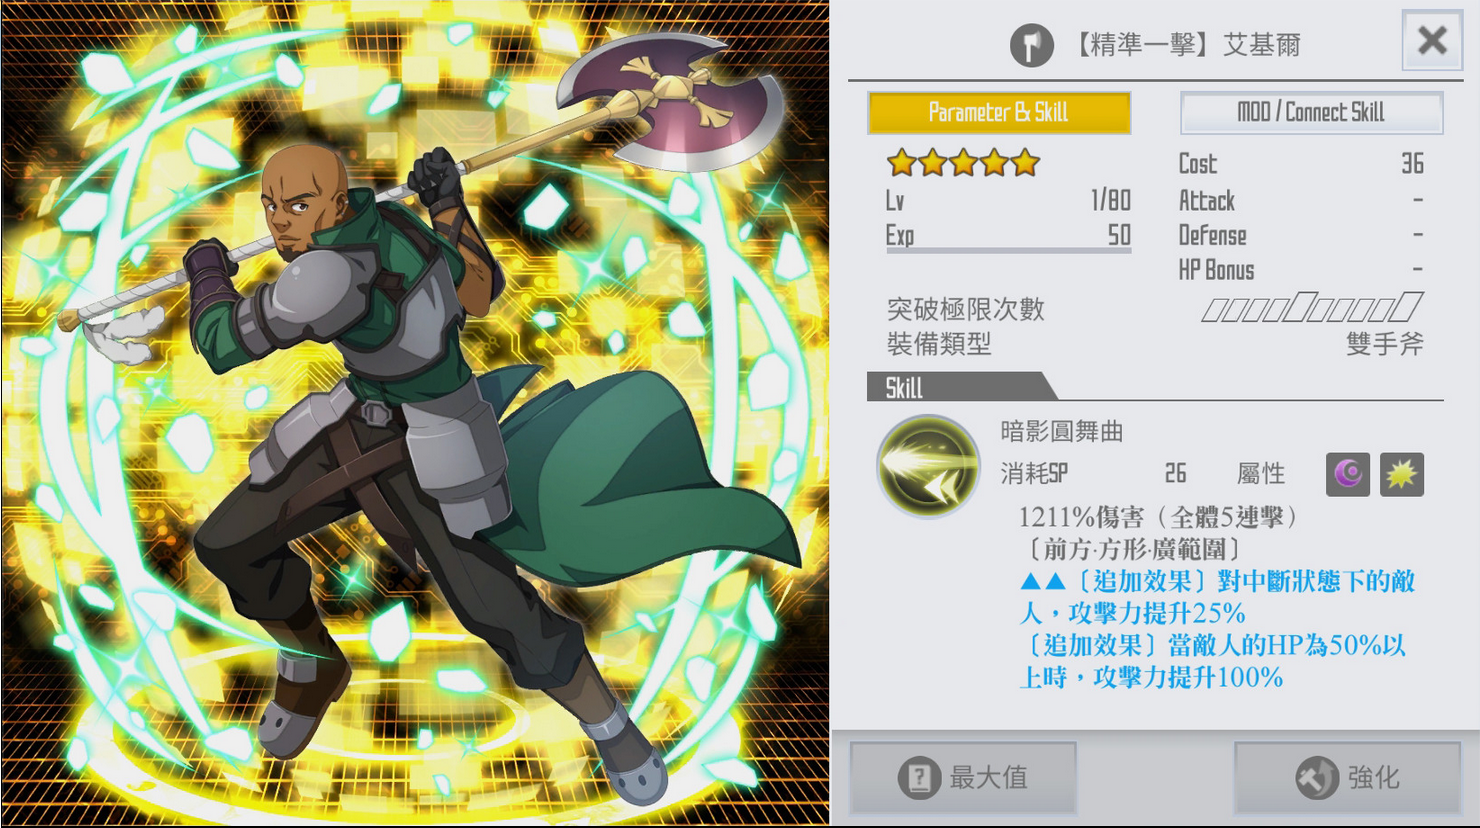 【精準一擊】艾基爾
Parameter & Skill
MOD / Connect Skill
Lv 1/80
Exp 50
Cost 36
Attack -
Defense -
HP Bonus -
突破極限次數
裝備類型 雙手斧
Skill
暗影圓舞曲
消耗SP 26 屬性
1211%傷害（全體5連擊）
〔前方·方形·廣範圍〕
▲▲〔追加效果〕對中斷狀態下的敵
人，攻擊力提升25%
〔追加效果〕當敵人的HP為50%以
上時，攻擊力提升100%
最大值
強化